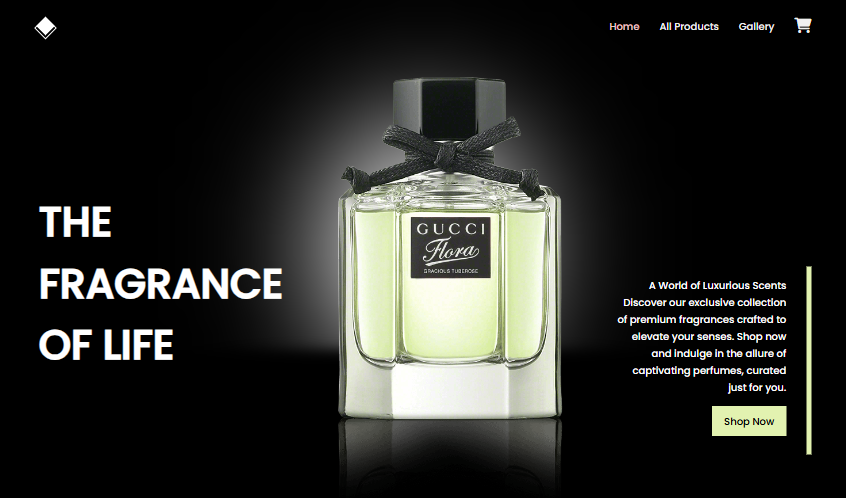 Home
All Products
Gallery
THE
FRAGRANCE
OF LIFE
GUCCI
Flora
GRACIOUS TUBEROSE
A World of Luxurious Scents
Discover our exclusive collection
of premium fragrances crafted to
elevate your senses. Shop now
and indulge in the allure of
captivating perfumes, curated
just for you.
Shop Now